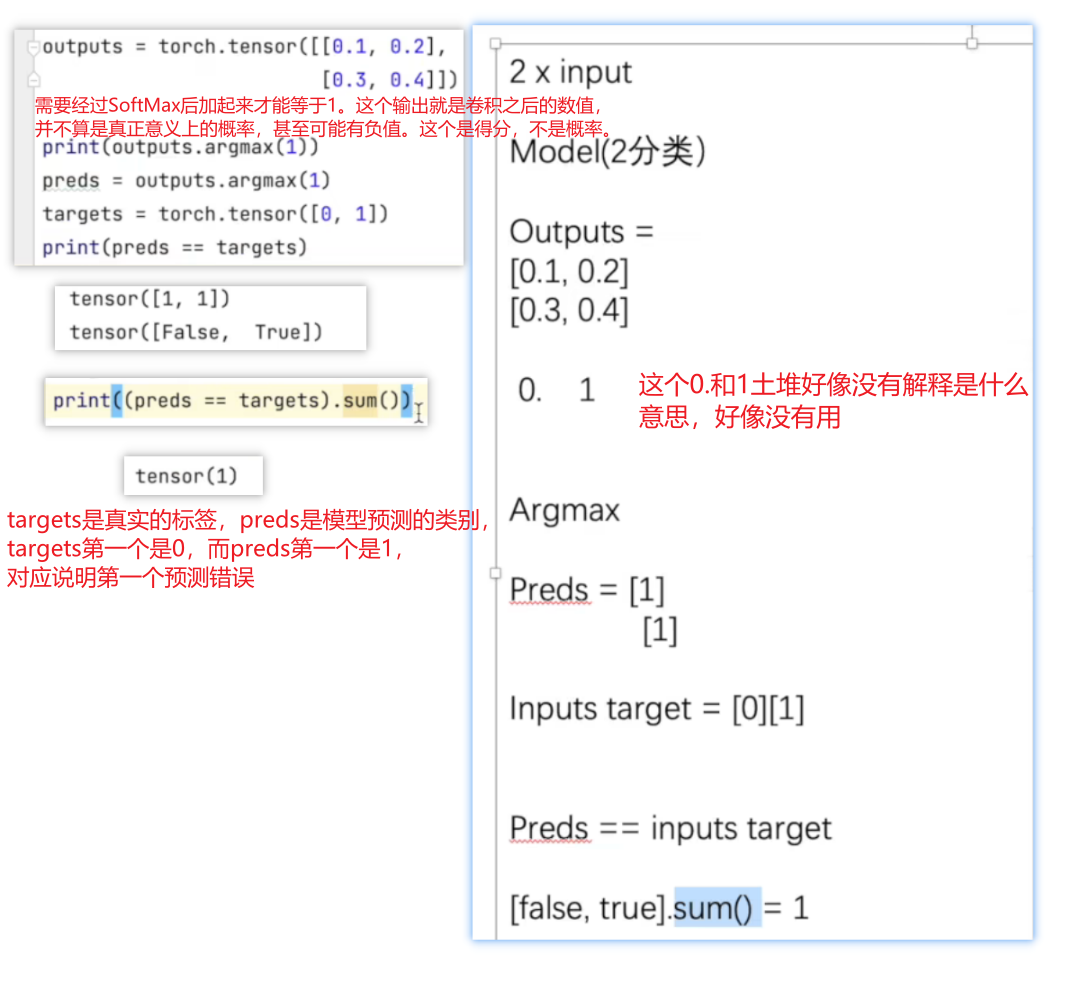 outputs = torch.tensor([[0.1, 0.2],
[0.3, 0.4]])
需要经过SoftMax后加起来才能等于1。这个输出就是卷积之后的数值，
并不算是真正意义上的概率，甚至可能有负值。这个是得分，不是概率。
print(outputs.argmax(1))
preds = outputs.argmax(1)
targets = torch.tensor([0, 1])
print(preds == targets)
tensor([1, 1])
tensor([False,  True])
print((preds == targets).sum())
tensor(1)
targets是真实的标签，preds是模型预测的类别，
targets第一个是0，而preds第一个是1，
对应说明第一个预测错误
2 x input
Model(2分类）
Outputs =
[0.1, 0.2]
[0.3, 0.4]
0. 1
这个0.和1土堆好像没有解释是什么
意思，好像没有用
Argmax
Preds = [1]
[1]
Inputs target = [0][1]
Preds == inputs target
[false, true].sum() = 1